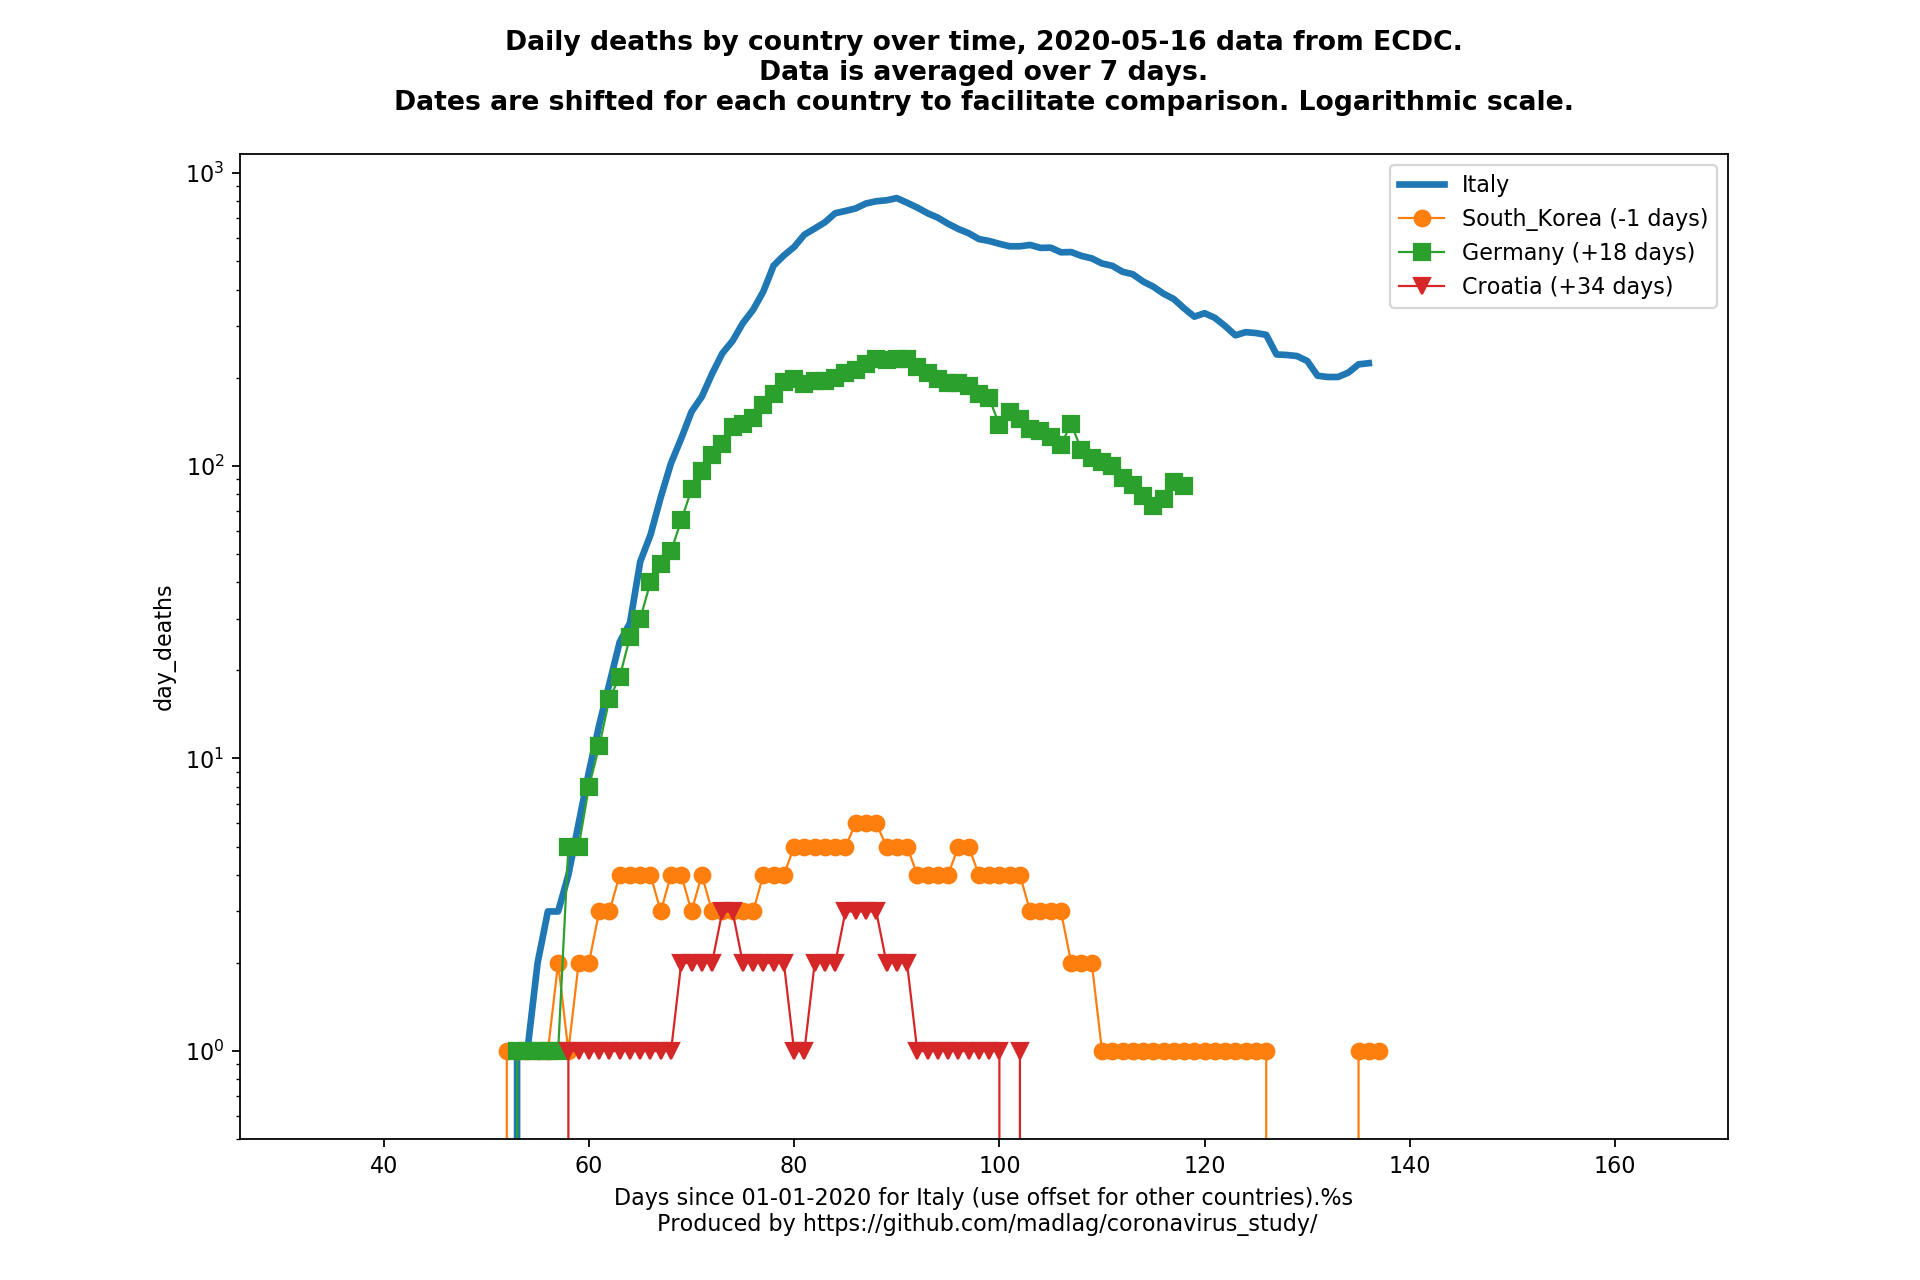 Daily deaths by country over time, 2020-05-16 data from ECDC.
Data is averaged over 7 days.
Dates are shifted for each country to facilitate comparison. Logarithmic scale.
10³
10²
10¹
10⁰
day_deaths
Italy
South_Korea (-1 days)
Germany (+18 days)
Croatia (+34 days)
40
60
80
100
120
140
160
Days since 01-01-2020 for Italy (use offset for other countries).%s
Produced by https://github.com/madlag/coronavirus_study/